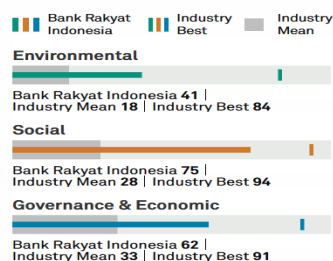 Bank Rakyat Indonesia
Industry Best
Industry Mean
Environmental
Bank Rakyat Indonesia 41 |
Industry Mean 18 | Industry Best 84
Social
Bank Rakyat Indonesia 75 |
Industry Mean 28 | Industry Best 94
Governance & Economic
Bank Rakyat Indonesia 62 |
Industry Mean 33 | Industry Best 91